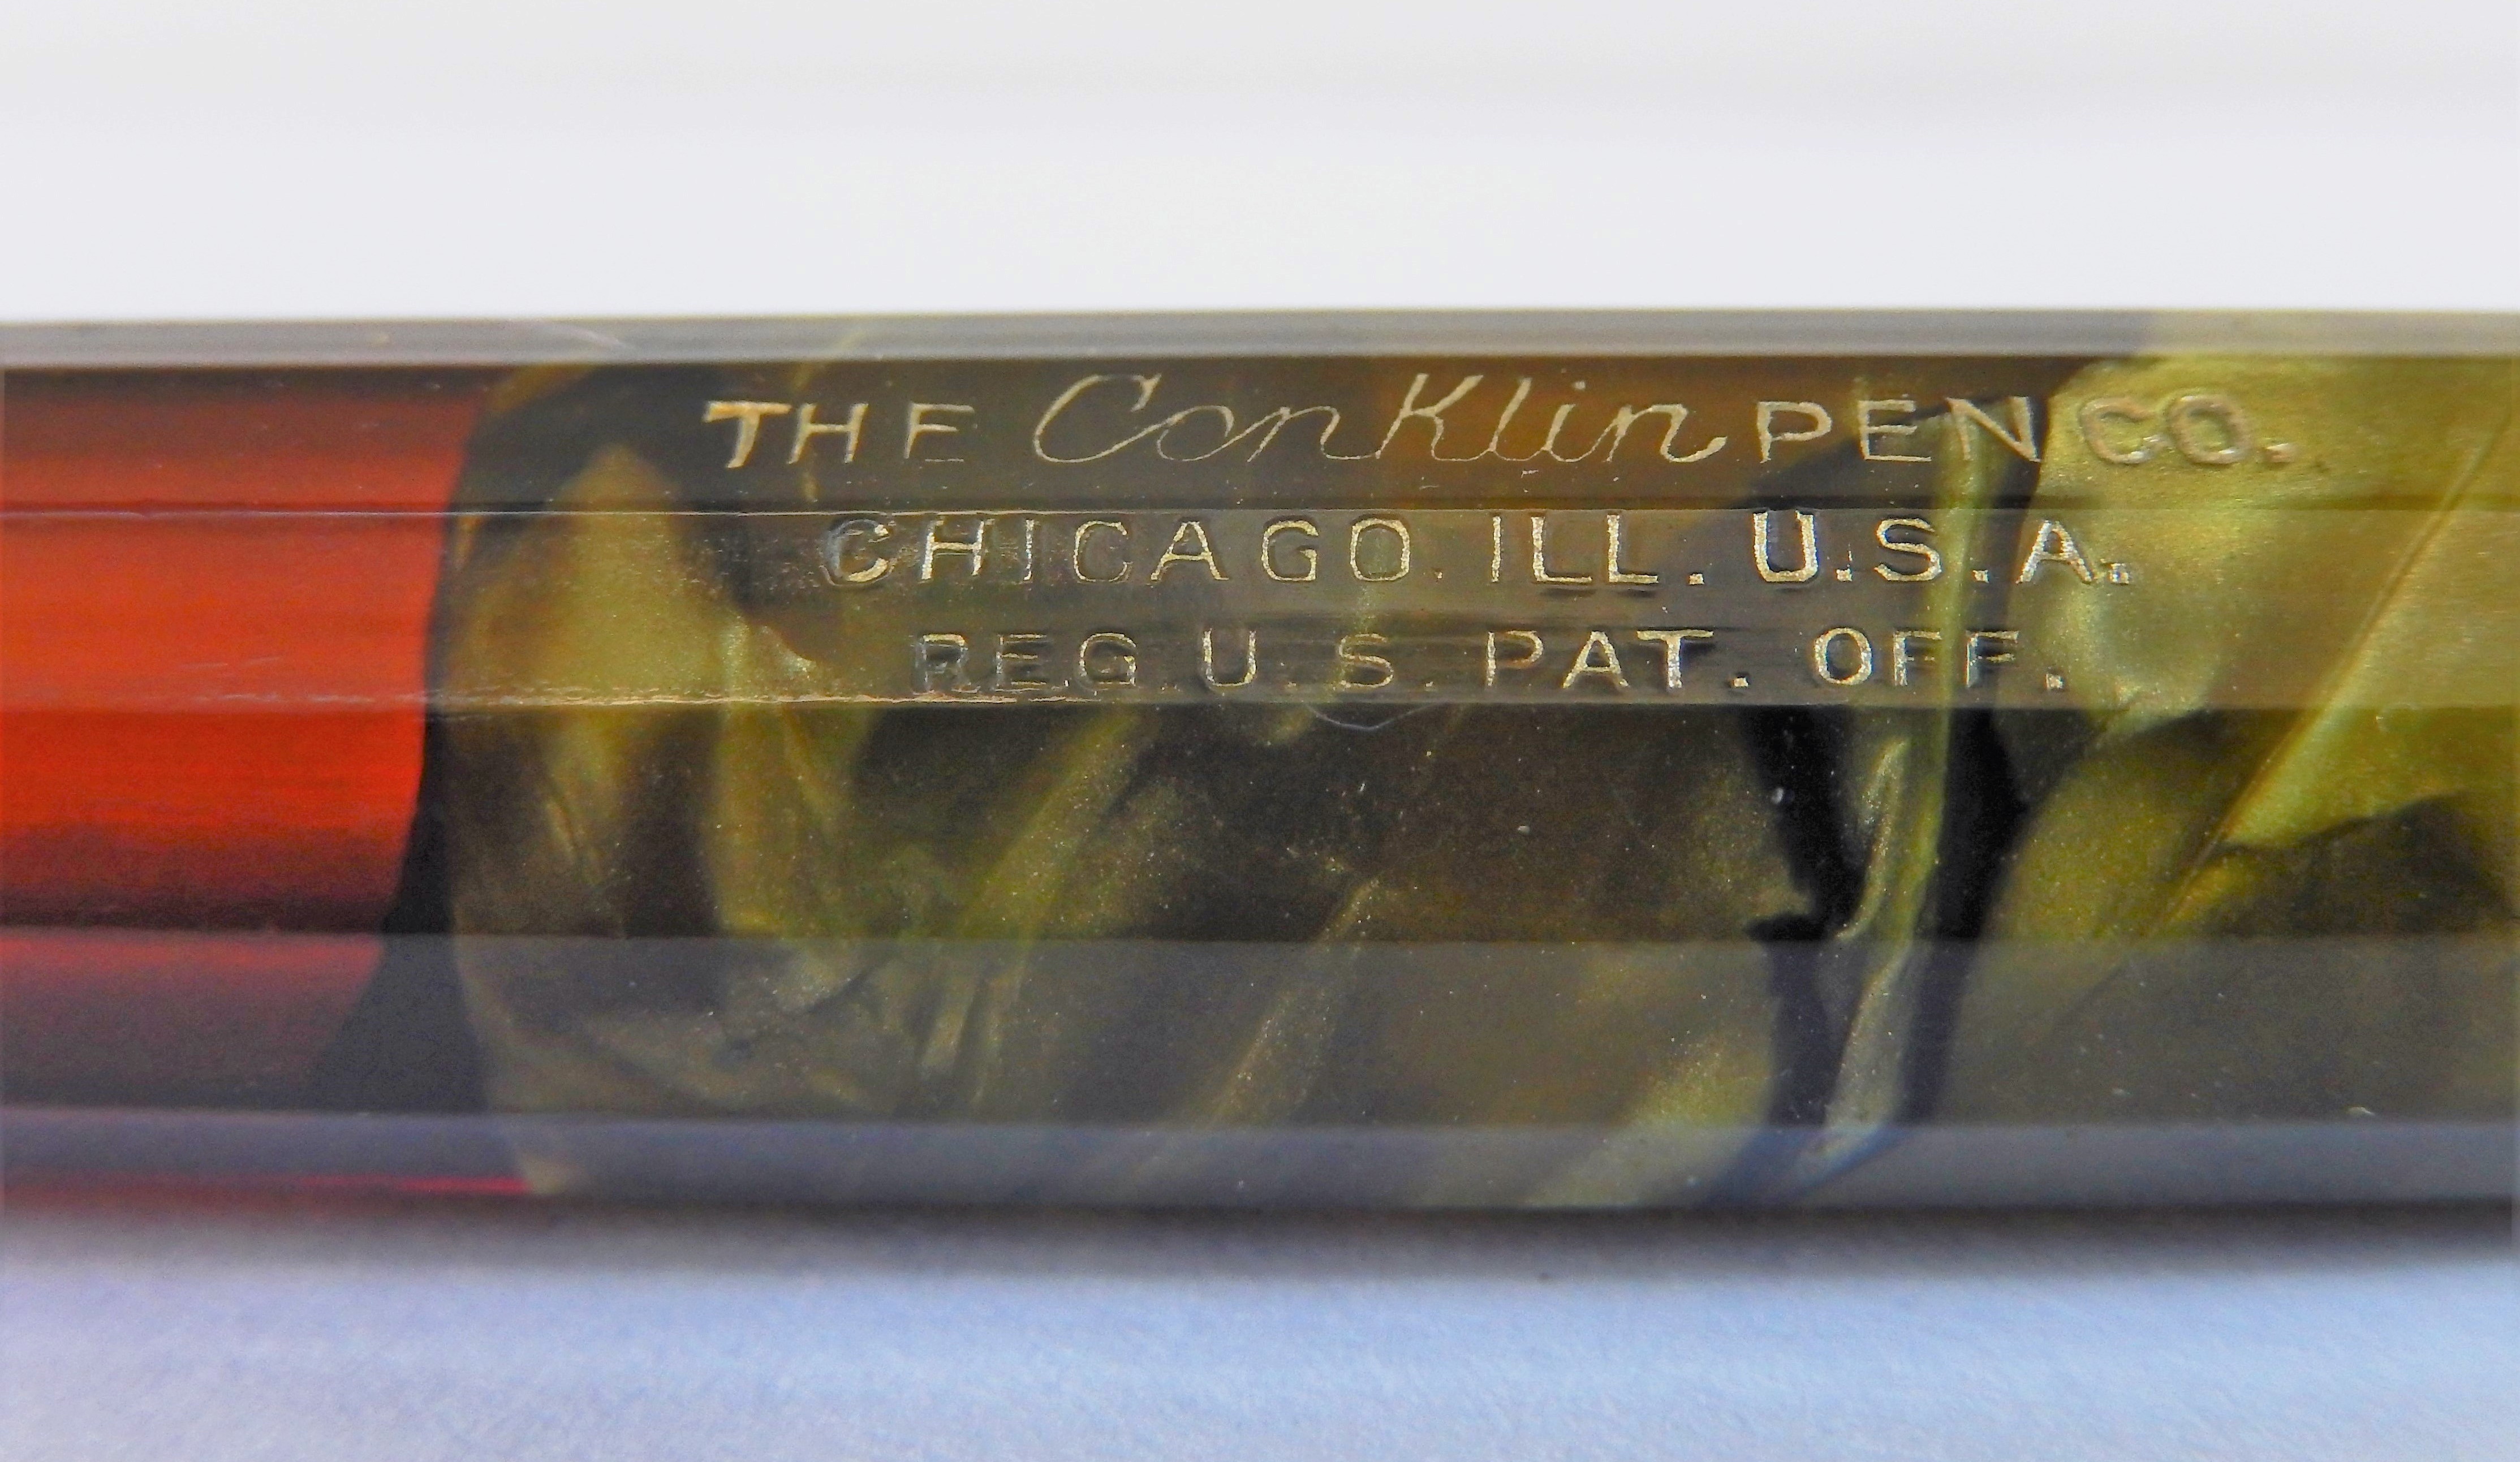 THE ConKlin PEN CO.
CHICAGO. ILL. U.S.A.
REG. U.S. PAT. OFF.